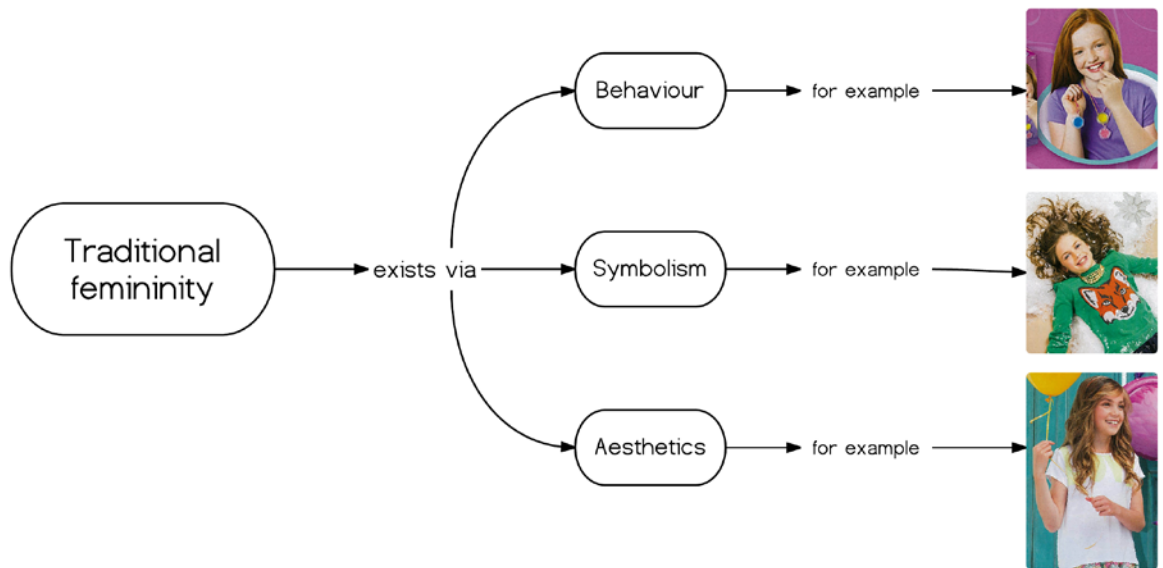 Traditional
femininity
exists via
Behaviour
for example
Symbolism
for example
Aesthetics
for example